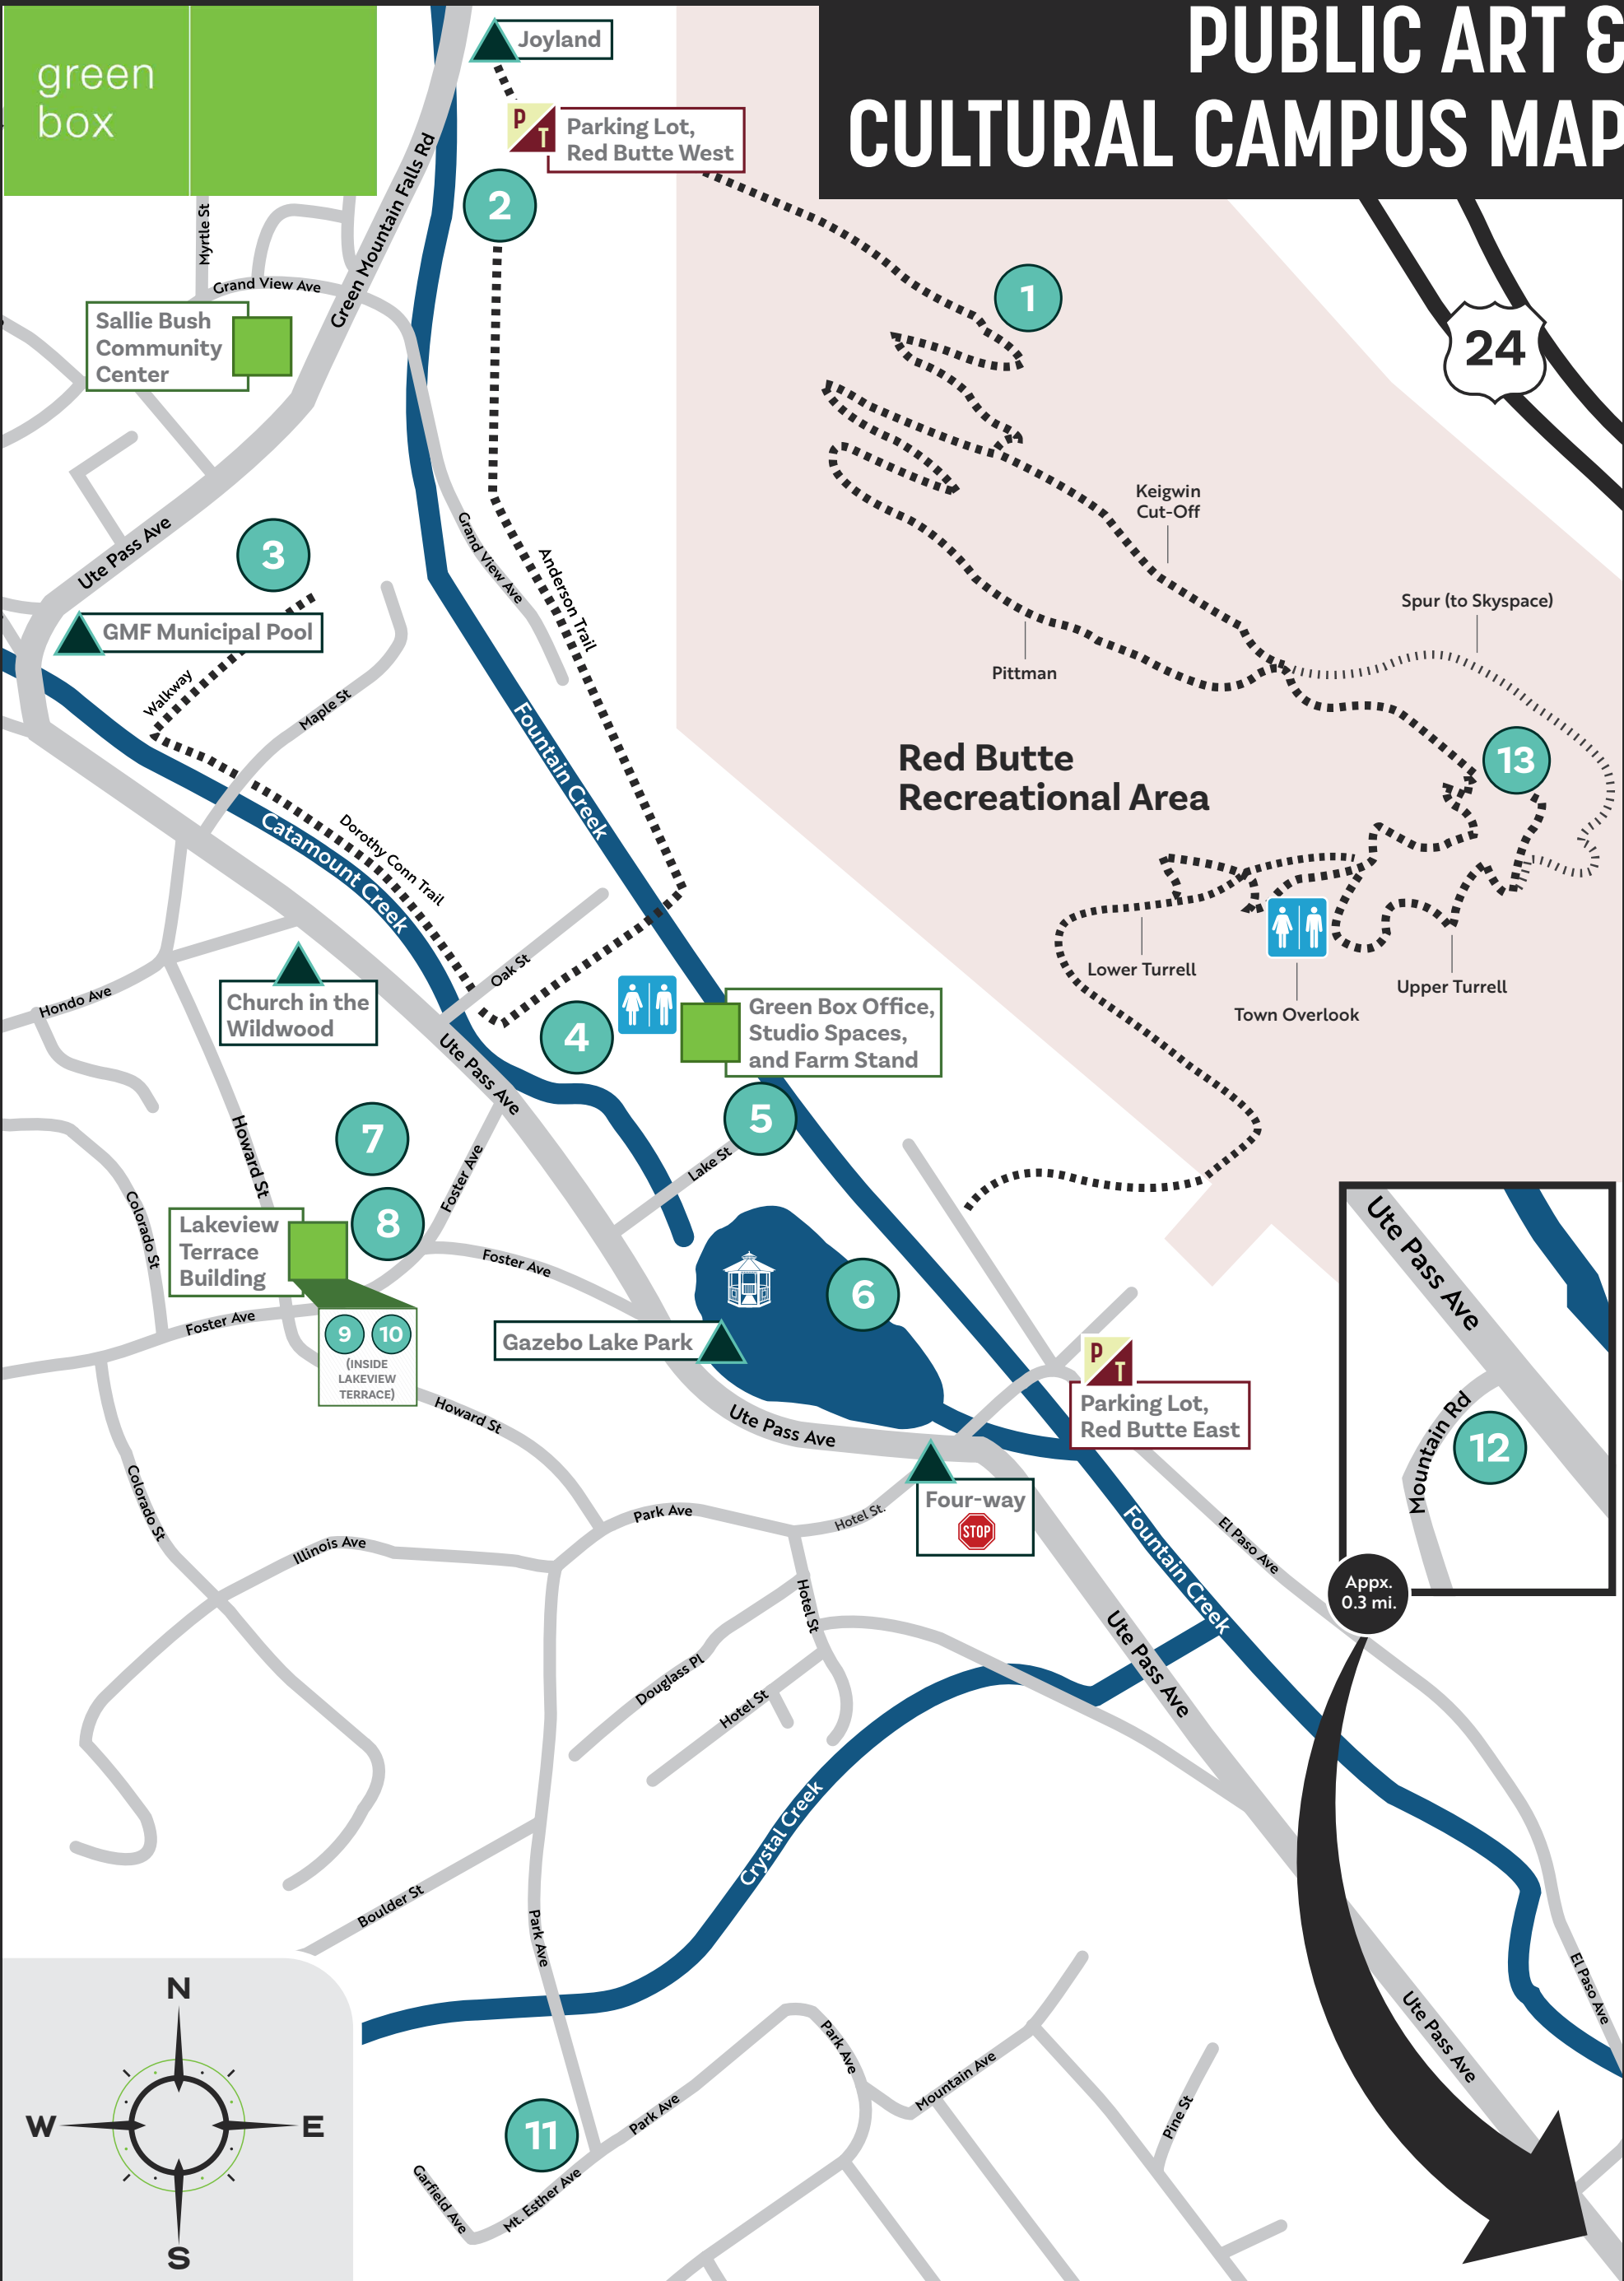 green
box
PUBLIC ART &
CULTURAL CAMPUS MAP
Joyland
P
T
Parking Lot,
Red Butte West
2
1
24
Myrtle St
Grand View Ave
Green Mountain Falls Rd
Sallie Bush
Community
Center
Ute Pass Ave
3
GMF Municipal Pool
Walkway
Maple St
Grand View Ave
Anderson Trail
Fountain Creek
Keigwin
Cut-Off
Spur (to Skyspace)
Pittman
Red Butte
Recreational Area
13
Catamount Creek
Dorothy Conn Trail
Lower Turrell
Upper Turrell
Town Overlook
Oak St
Hondo Ave
Church in the
Wildwood
4
Green Box Office,
Studio Spaces,
and Farm Stand
Ute Pass Ave
5
Lake St
7
8
Howard St
Foster Ave
Colorado St
Lakeview
Terrace
Building
Foster Ave
Foster Ave
9
10
(INSIDE
LAKEVIEW
TERRACE)
6
Gazebo Lake Park
P
T
Parking Lot,
Red Butte East
Ute Pass Ave
Mountain Rd
12
Appx.
0.3 mi.
Howard St
Ute Pass Ave
Four-way
STOP
Hotel St.
Park Ave
Colorado St
Illinois Ave
Fountain Creek
El Paso Ave
Hotel St
Douglass Pl
Hotel St
Ute Pass Ave
Crystal Creek
Boulder St
Park Ave
El Paso Ave
Ute Pass Ave
N
W
E
S
Park Ave
Mountain Ave
Pine St
11
Park Ave
Garfield Ave
Mt. Esther Ave